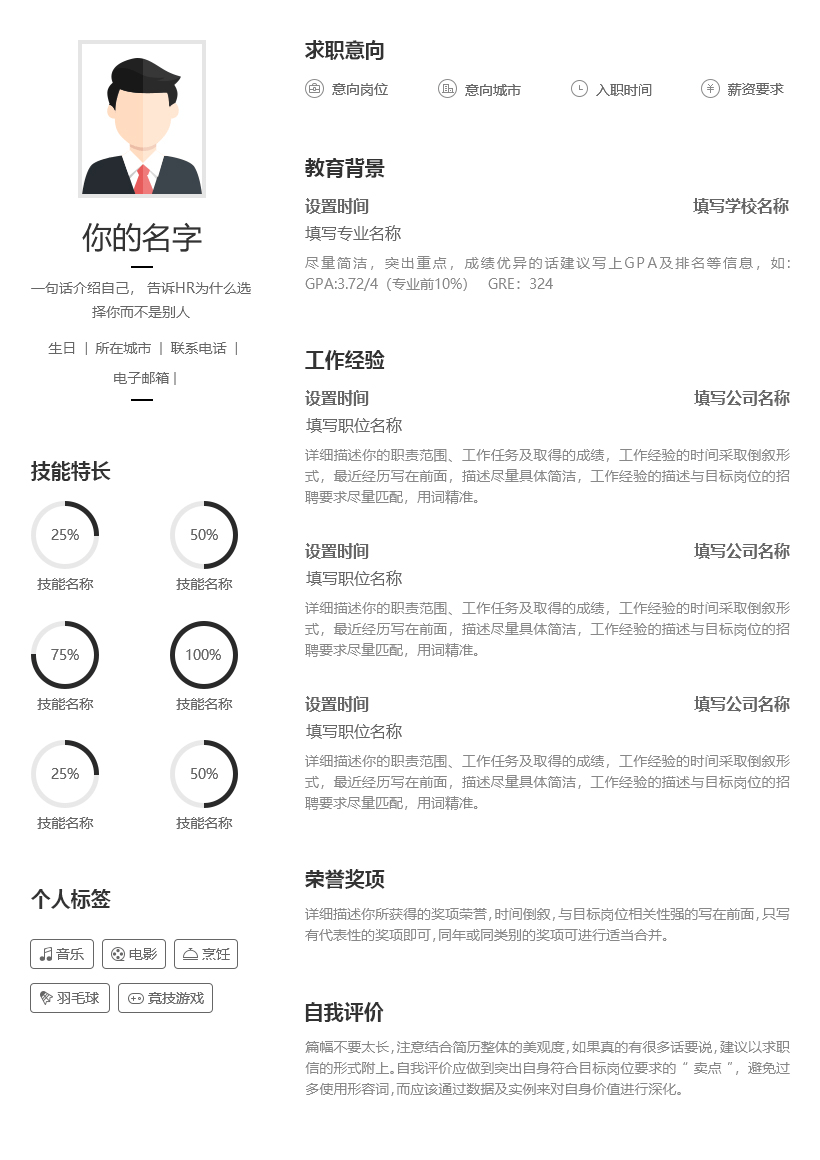 你的名字
一句话介绍自己， 告诉HR为什么选
择你而不是别人
生日 | 所在城市 | 联系电话 |
电子邮箱 |
技能特长
25% 50%
技能名称 技能名称
75% 100%
技能名称 技能名称
25% 50%
技能名称 技能名称
个人标签
音乐 电影 烹饪
羽毛球 竞技游戏
求职意向
意向岗位 意向城市 入职时间 薪资要求
教育背景
设置时间 填写学校名称
填写专业名称
尽量简洁，突出重点，成绩优异的话建议写上GPA及排名等信息，如:
GPA:3.72/4（专业前10%） GRE：324
工作经验
设置时间 填写公司名称
填写职位名称
详细描述你的职责范围、工作任务及取得的成绩，工作经验的时间采取倒叙形
式，最近经历写在前面，描述尽量具体简洁，工作经验的描述与目标岗位的招
聘要求尽量匹配，用词精准。
设置时间 填写公司名称
填写职位名称
详细描述你的职责范围、工作任务及取得的成绩，工作经验的时间采取倒叙形
式，最近经历写在前面，描述尽量具体简洁，工作经验的描述与目标岗位的招
聘要求尽量匹配，用词精准。
设置时间 填写公司名称
填写职位名称
详细描述你的职责范围、工作任务及取得的成绩，工作经验的时间采取倒叙形
式，最近经历写在前面，描述尽量具体简洁，工作经验的描述与目标岗位的招
聘要求尽量匹配，用词精准。
荣誉奖项
详细描述你所获得的奖项荣誉，时间倒叙，与目标岗位相关性强的写在前面，只写
有代表性的奖项即可，同年或同类别的奖项可进行适当合并。
自我评价
篇幅不要太长，注意结合简历整体的美观度，如果真的有很多话要说，建议以求职
信的形式附上。自我评价应做到突出自身符合目标岗位要求的“ 卖点 ”，避免过
多使用形容词，而应该通过数据及实例来对自身价值进行深化。